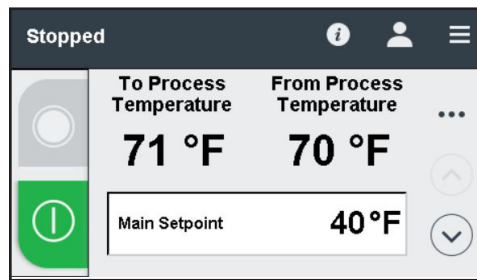 Stopped
To Process From Process
Temperature Temperature
71 °F 70 °F
Main Setpoint 40°F